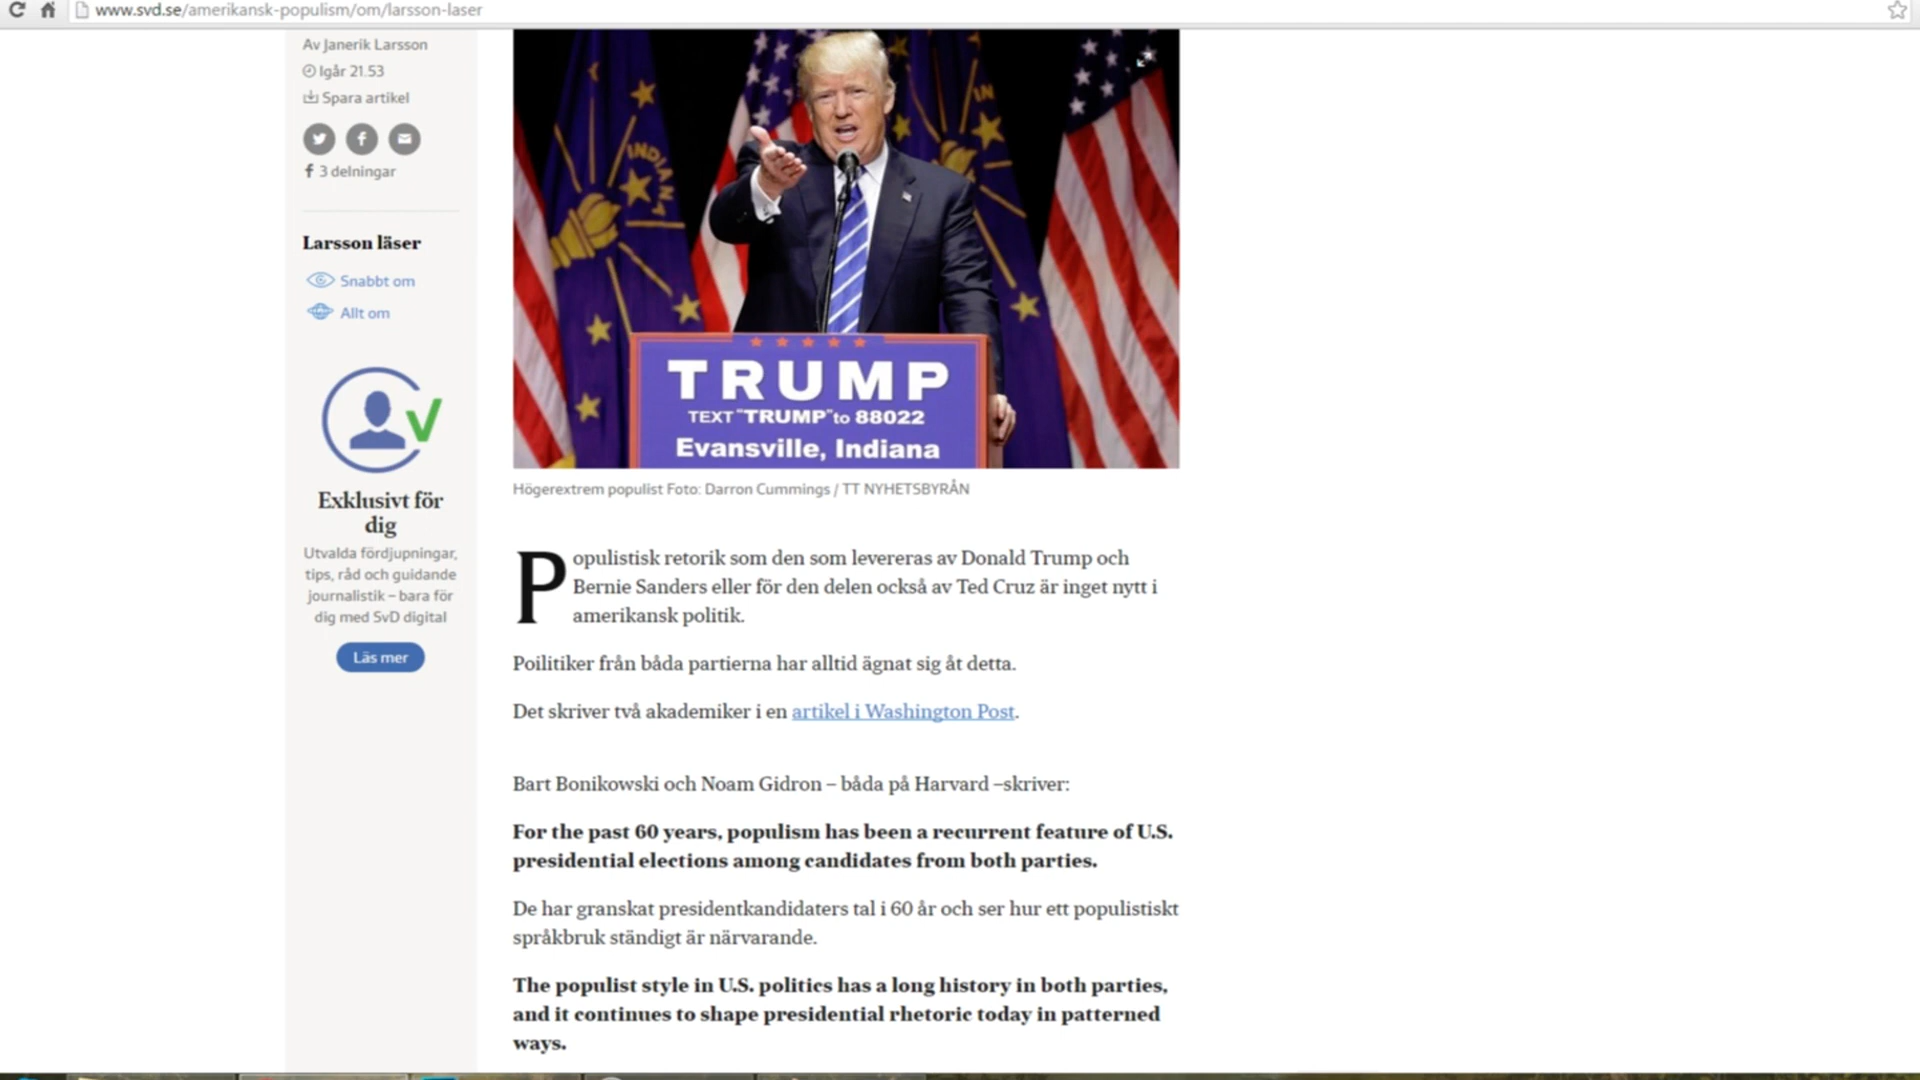 www.svd.se/amerikansk-populism/om/larsson-laser
Av Janerik Larsson
Igår 21.53
Spara artikel
3 delningar
Larsson läser
Snabbt om
Allt om
Exklusivt för
dig
Utvalda fördjupningar,
tips, råd och guidande
journalistik – bara för
dig med SvD digital
Läs mer
INDIANA
IN
TRUMP
TEXT "TRUMP" to 88022
Evansville, Indiana
Högerextrem populist Foto: Darron Cummings / TT NYHETSBYRÅN
Populistisk retorik som den som levereras av Donald Trump och
Bernie Sanders eller för den delen också av Ted Cruz är inget nytt i
amerikansk politik.
Poilitiker från båda partierna har alltid ägnat sig åt detta.
Det skriver två akademiker i en artikel i Washington Post.
Bart Bonikowski och Noam Gidron – båda på Harvard –skriver:
For the past 60 years, populism has been a recurrent feature of U.S.
presidential elections among candidates from both parties.
De har granskat presidentkandidaters tal i 60 år och ser hur ett populistiskt
språkbruk ständigt är närvarande.
The populist style in U.S. politics has a long history in both parties,
and it continues to shape presidential rhetoric today in patterned
ways.